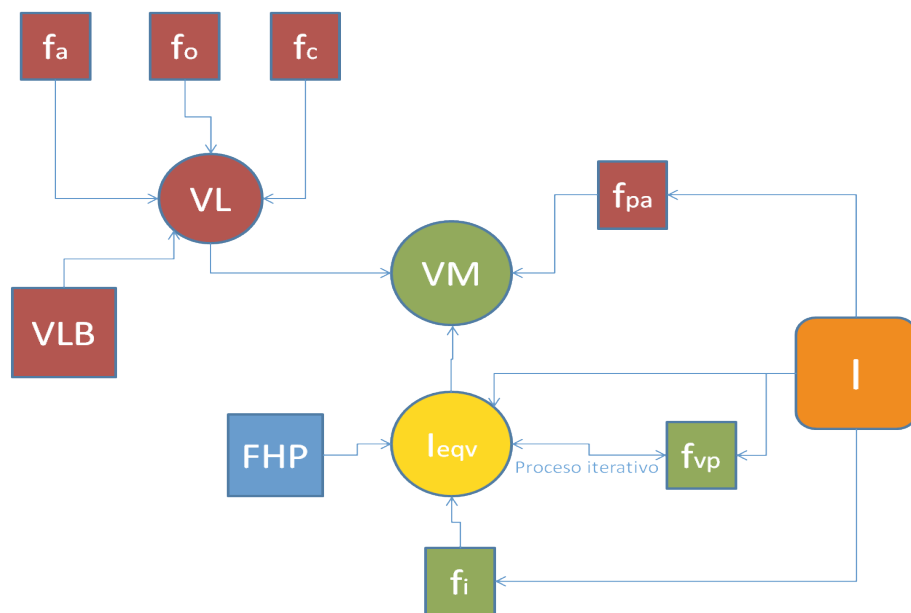 fa
fo
fc
VL
fpa
VM
VLB
I
FHP
Ieqv
Proceso iterativo
fvp
fi